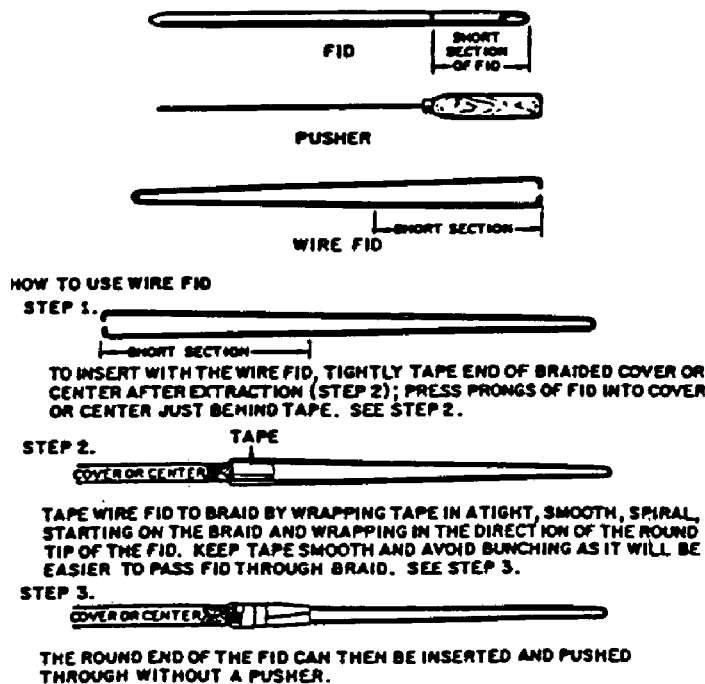 FID
SHORT
SECTION
OF FID
PUSHER
SHORT SECTION
WIRE FID
HOW TO USE WIRE FID
STEP 1.
SHORT SECTION
TO INSERT WITH THE WIRE FID, TIGHTLY TAPE END OF BRAIDED COVER OR
CENTER AFTER EXTRACTION (STEP 2); PRESS PRONGS OF FID INTO COVER
OR CENTER JUST BEHIND TAPE. SEE STEP 2.
STEP 2.
TAPE
COVER OR CENTER
TAPE WIRE FID TO BRAID BY WRAPPING TAPE IN A TIGHT, SMOOTH, SPIRAL,
STARTING ON THE BRAID AND WRAPPING IN THE DIRECTION OF THE ROUND
TIP OF THE FID. KEEP TAPE SMOOTH AND AVOID BUNCHING AS IT WILL BE
EASIER TO PASS FID THROUGH BRAID. SEE STEP 3.
STEP 3.
COVER OR CENTER
THE ROUND END OF THE FID CAN THEN BE INSERTED AND PUSHED
THROUGH WITHOUT A PUSHER.